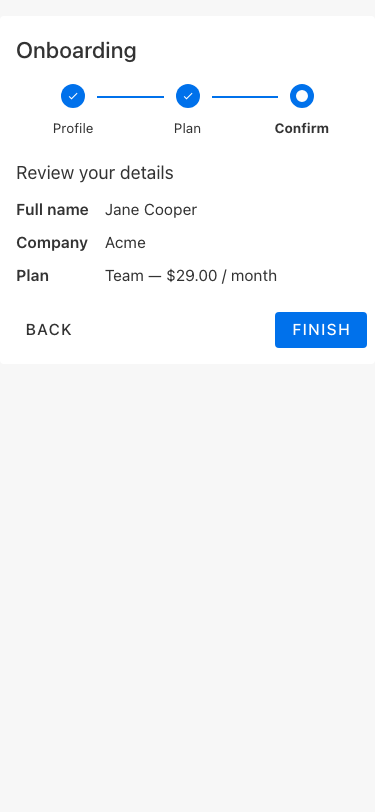 Onboarding
Profile Plan Confirm
Review your details
Full name Jane Cooper
Company Acme
Plan Team — $29.00 / month
BACK FINISH